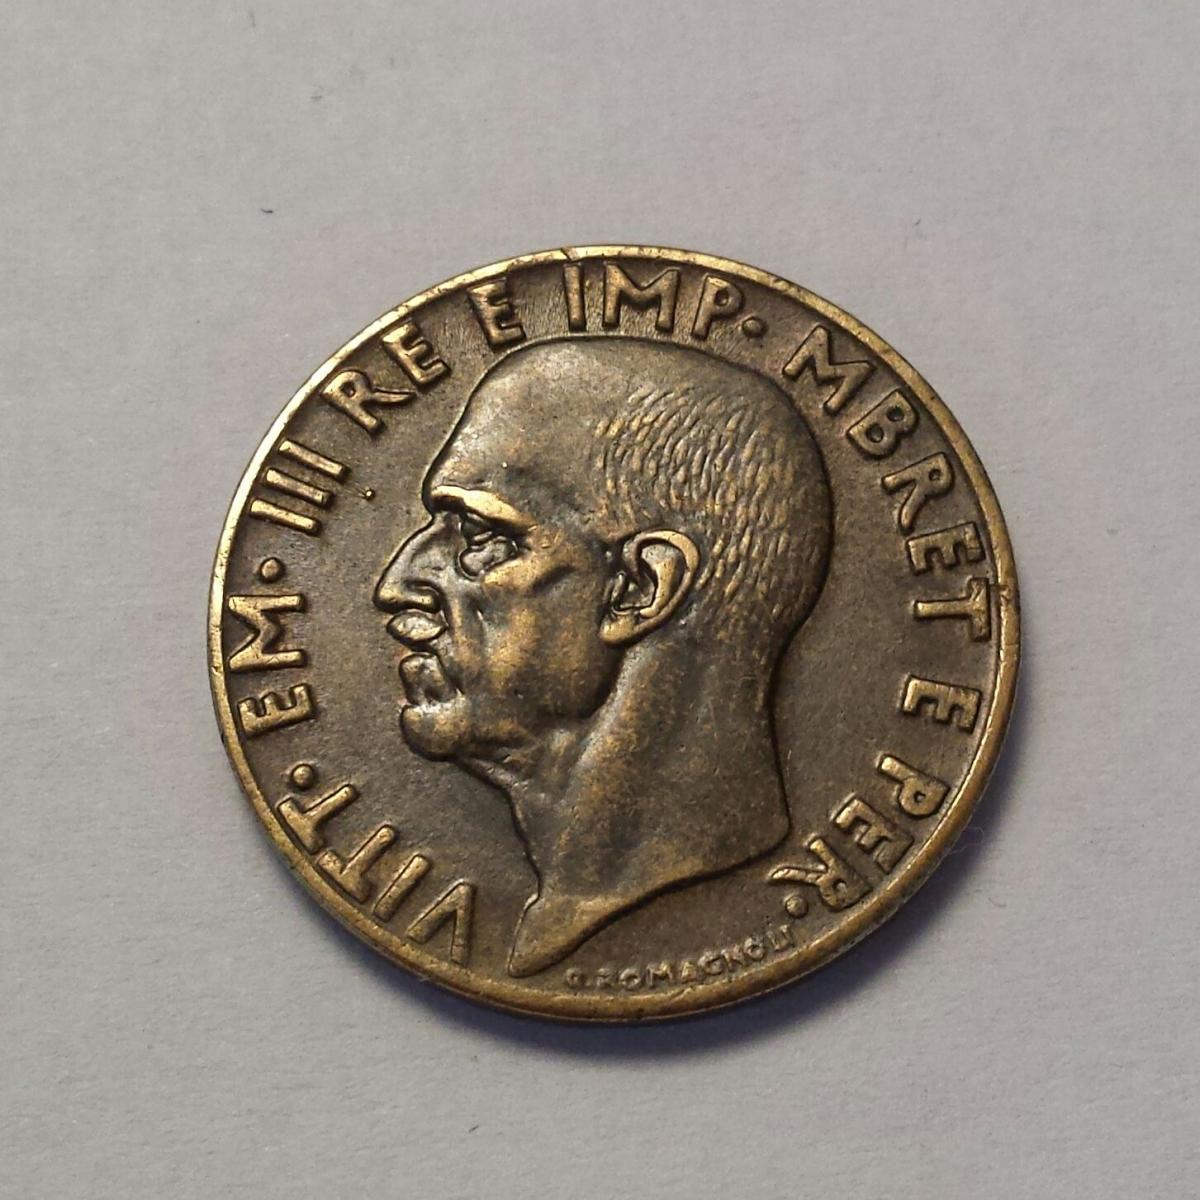 VITT · EM · III RE E IMP · MBRET E PER ·
G. ROMAGNOLI